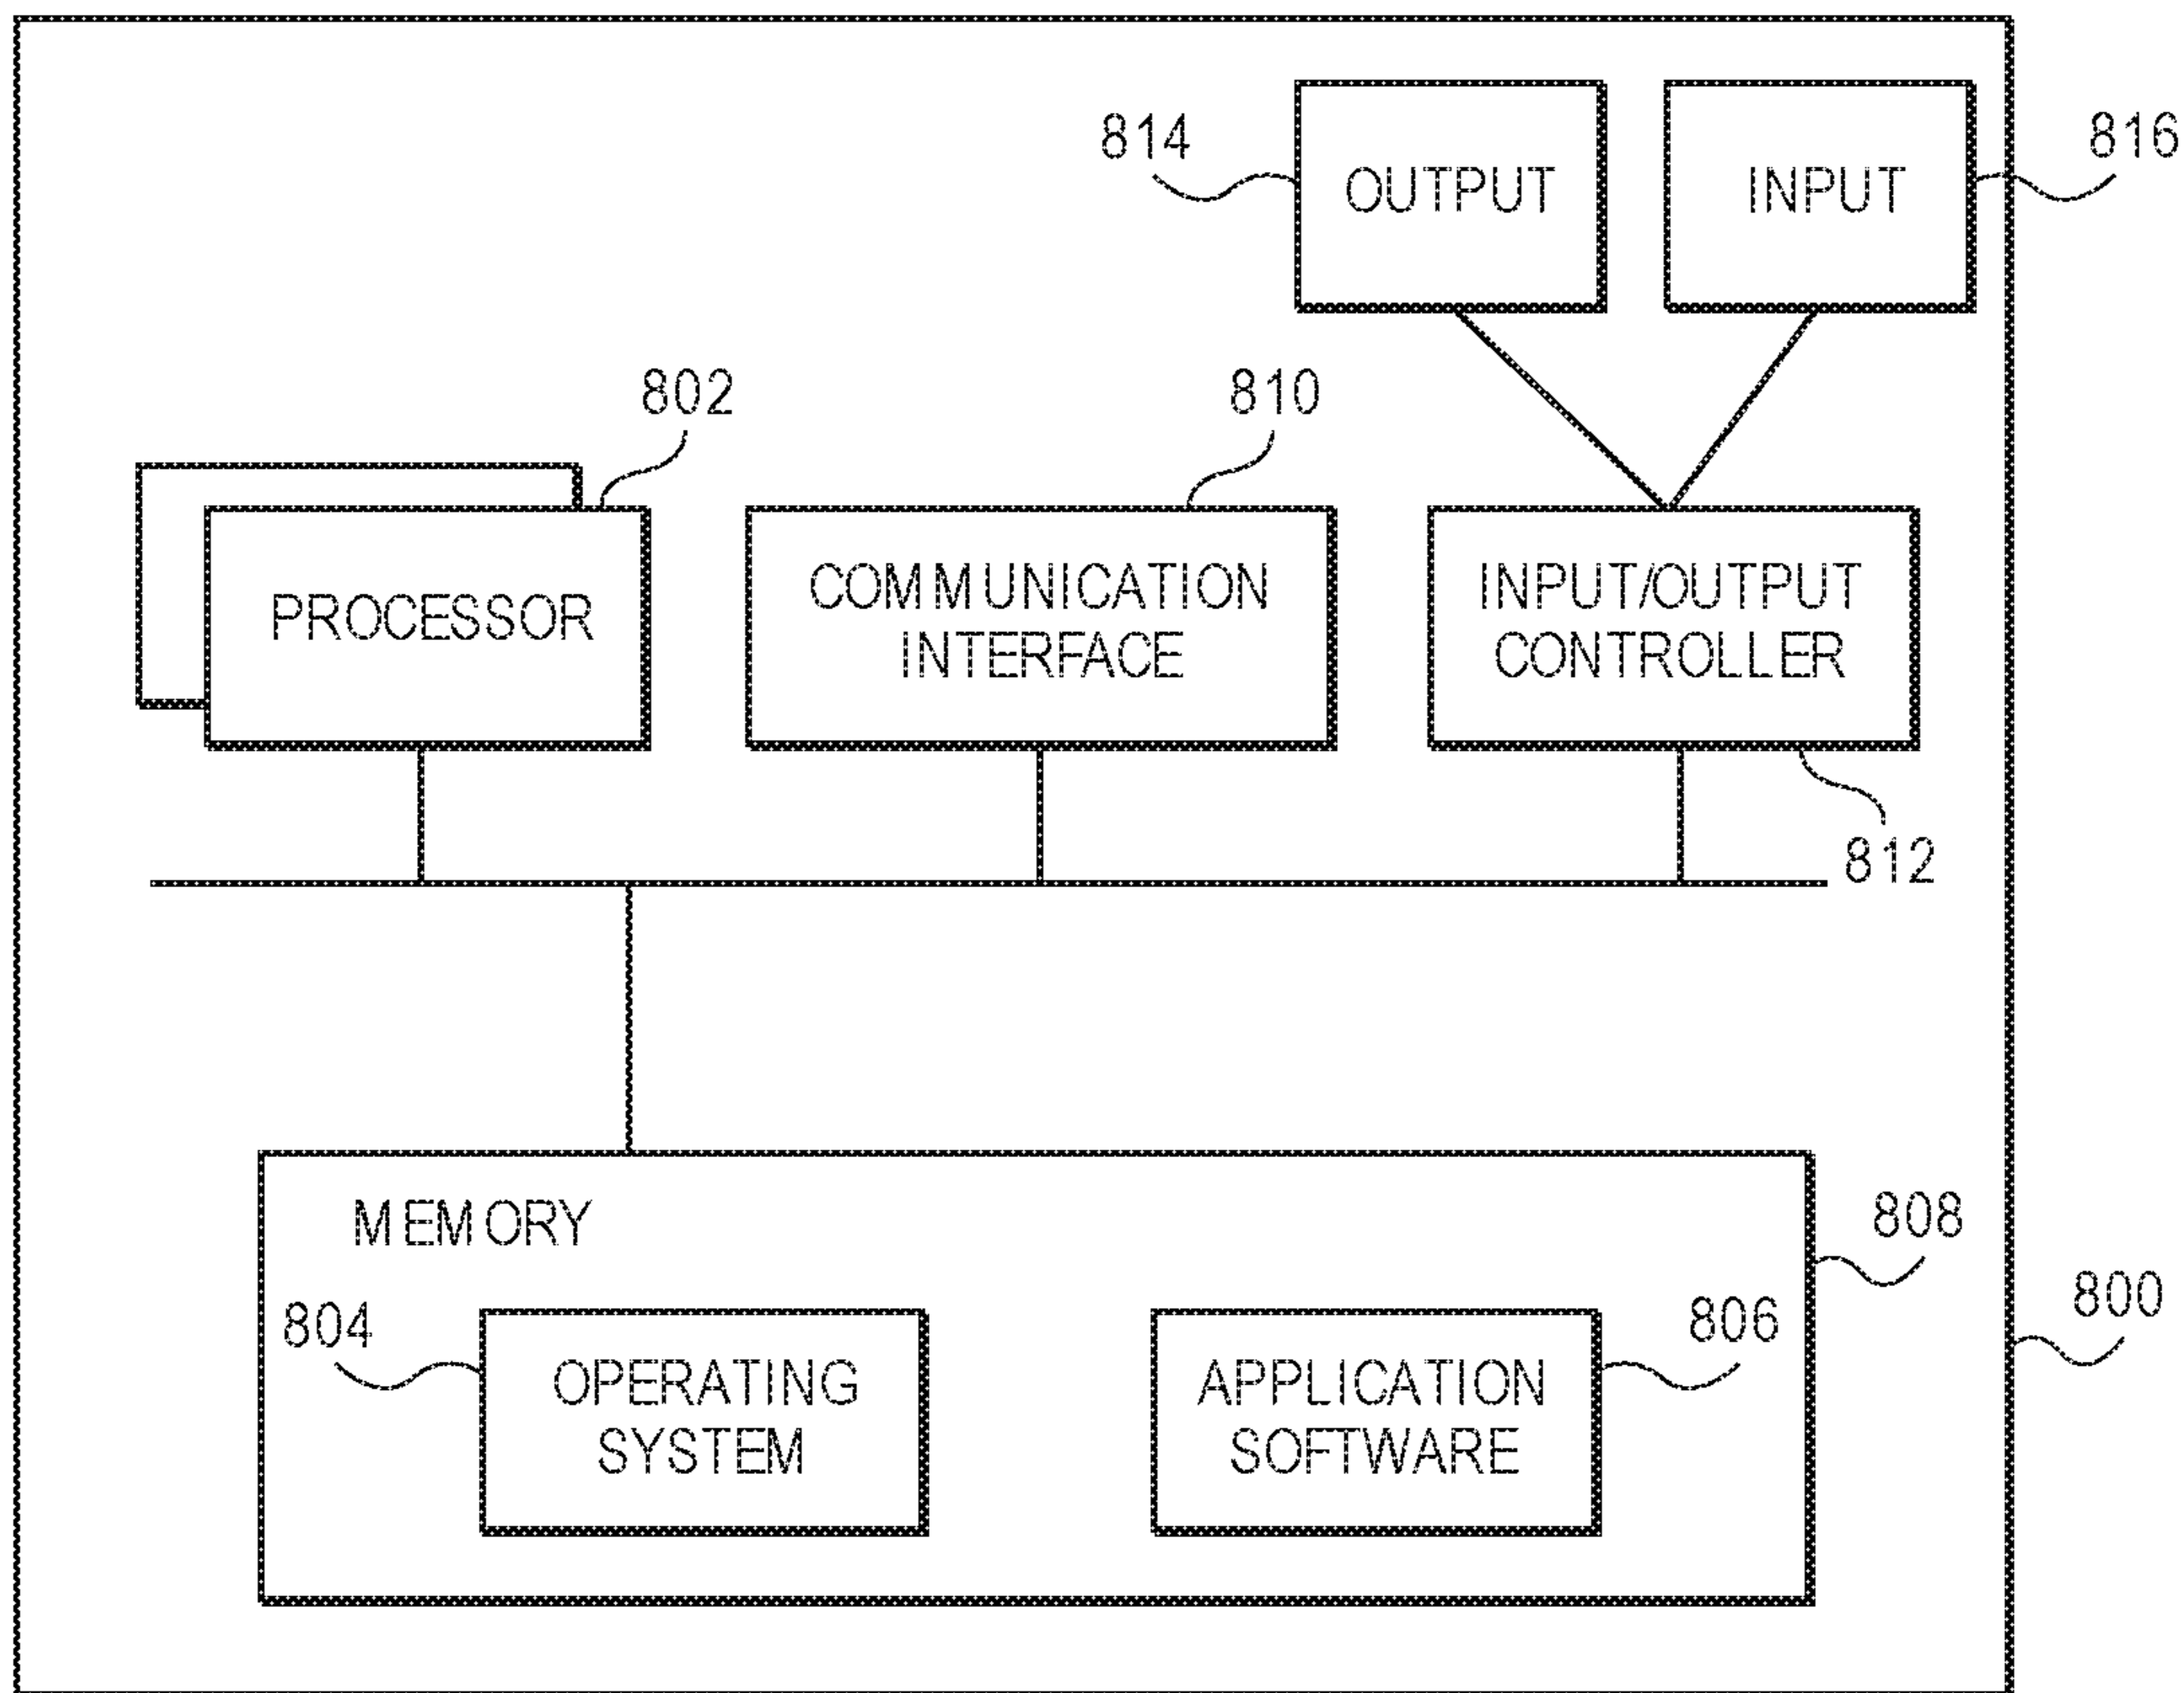 814
OUTPUT
INPUT
816
802
810
PROCESSOR
COMMUNICATION
INTERFACE
INPUT/OUTPUT
CONTROLLER
812
MEMORY
808
800
804
OPERATING
SYSTEM
806
APPLICATION
SOFTWARE